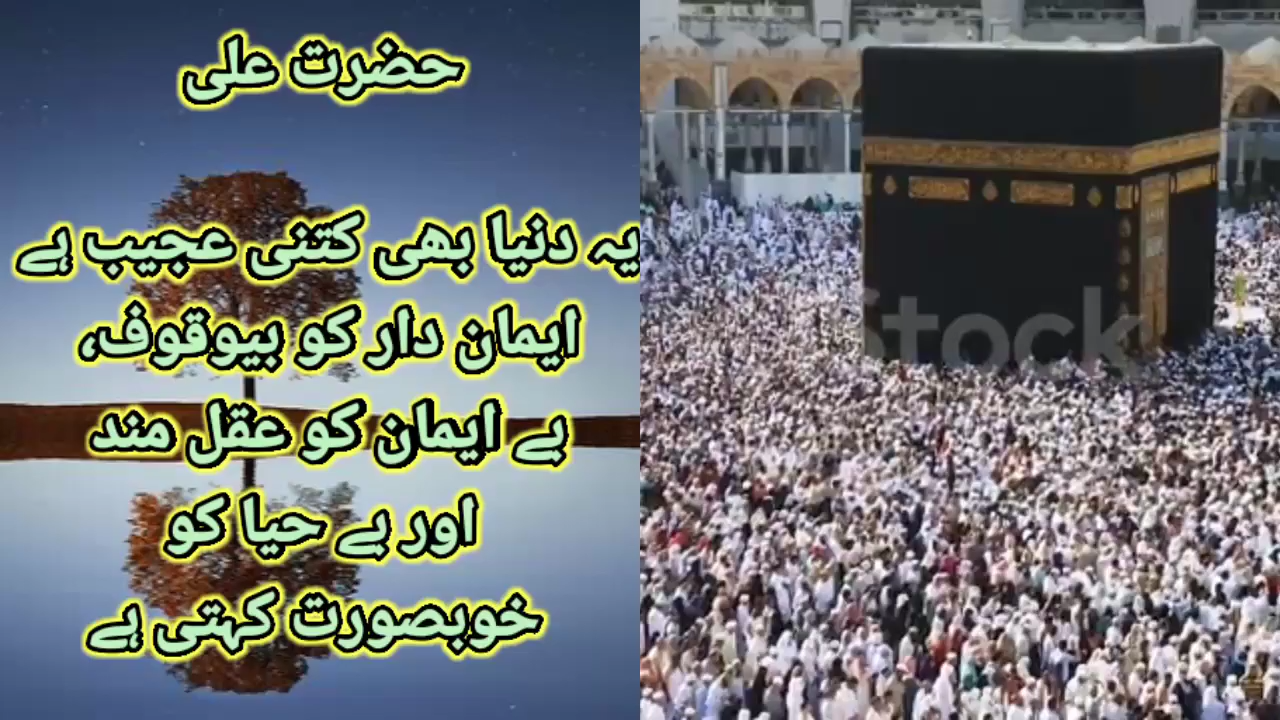 حضرت علی
یہ دنیا بھی کتنی عجیب ہے
ایمان دار کو بیوقوف،
بے ایمان کو عقل مند
اور بے حیا کو
خوبصورت کہتی ہے
Stock